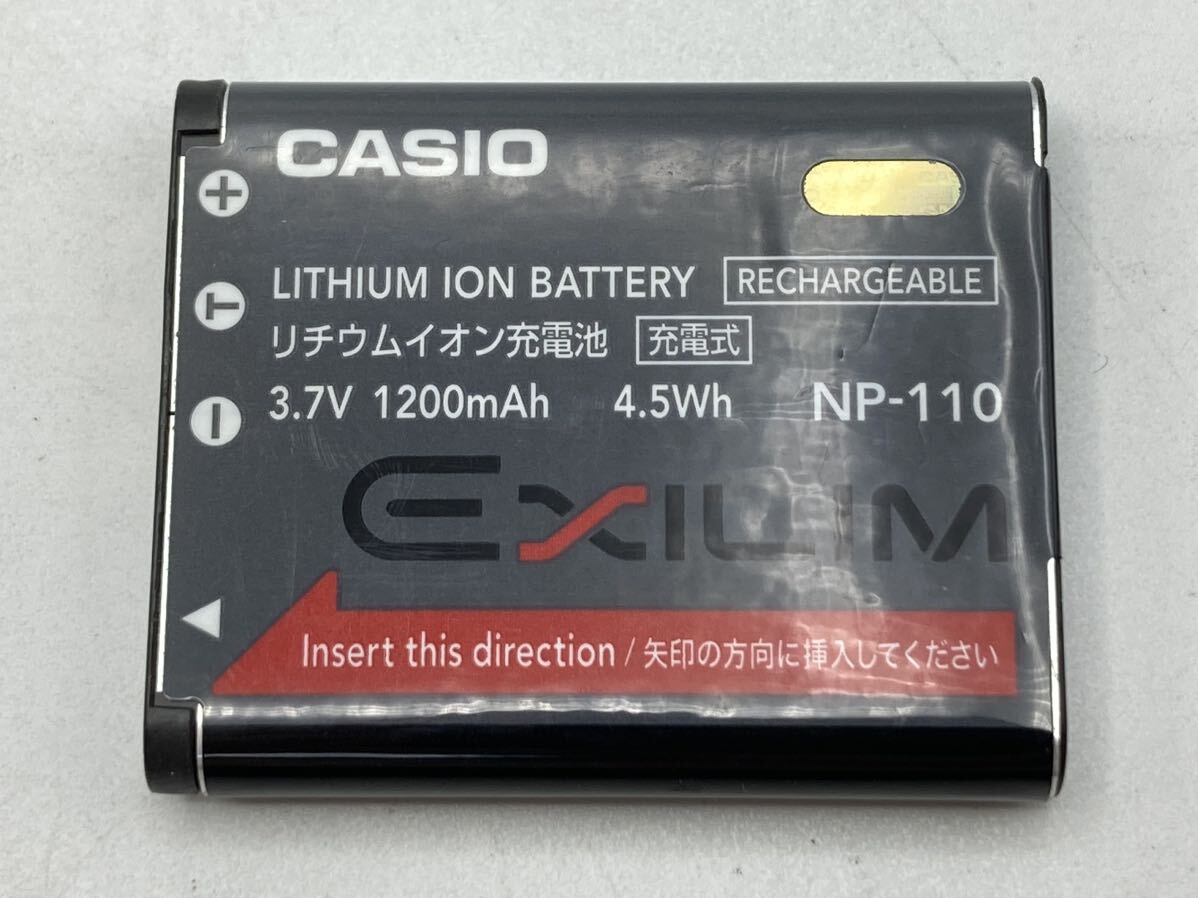 CASIO
LITHIUM ION BATTERY RECHARGEABLE
リチウムイオン充電池 充電式
3.7V 1200mAh 4.5Wh NP-110
EXILIM
Insert this direction / 矢印の方向に挿入してください
+
T
−